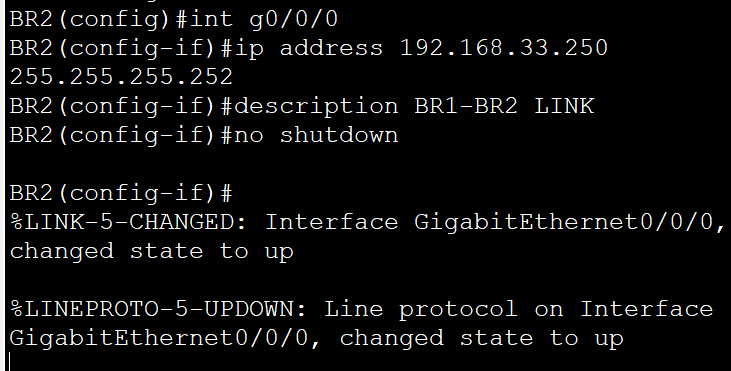 BR2(config)#int g0/0/0
BR2(config-if)#ip address 192.168.33.250
255.255.255.252
BR2(config-if)#description BR1-BR2 LINK
BR2(config-if)#no shutdown
BR2(config-if)#
%LINK-5-CHANGED: Interface GigabitEthernet0/0/0,
changed state to up
%LINEPROTO-5-UPDOWN: Line protocol on Interface
GigabitEthernet0/0/0, changed state to up